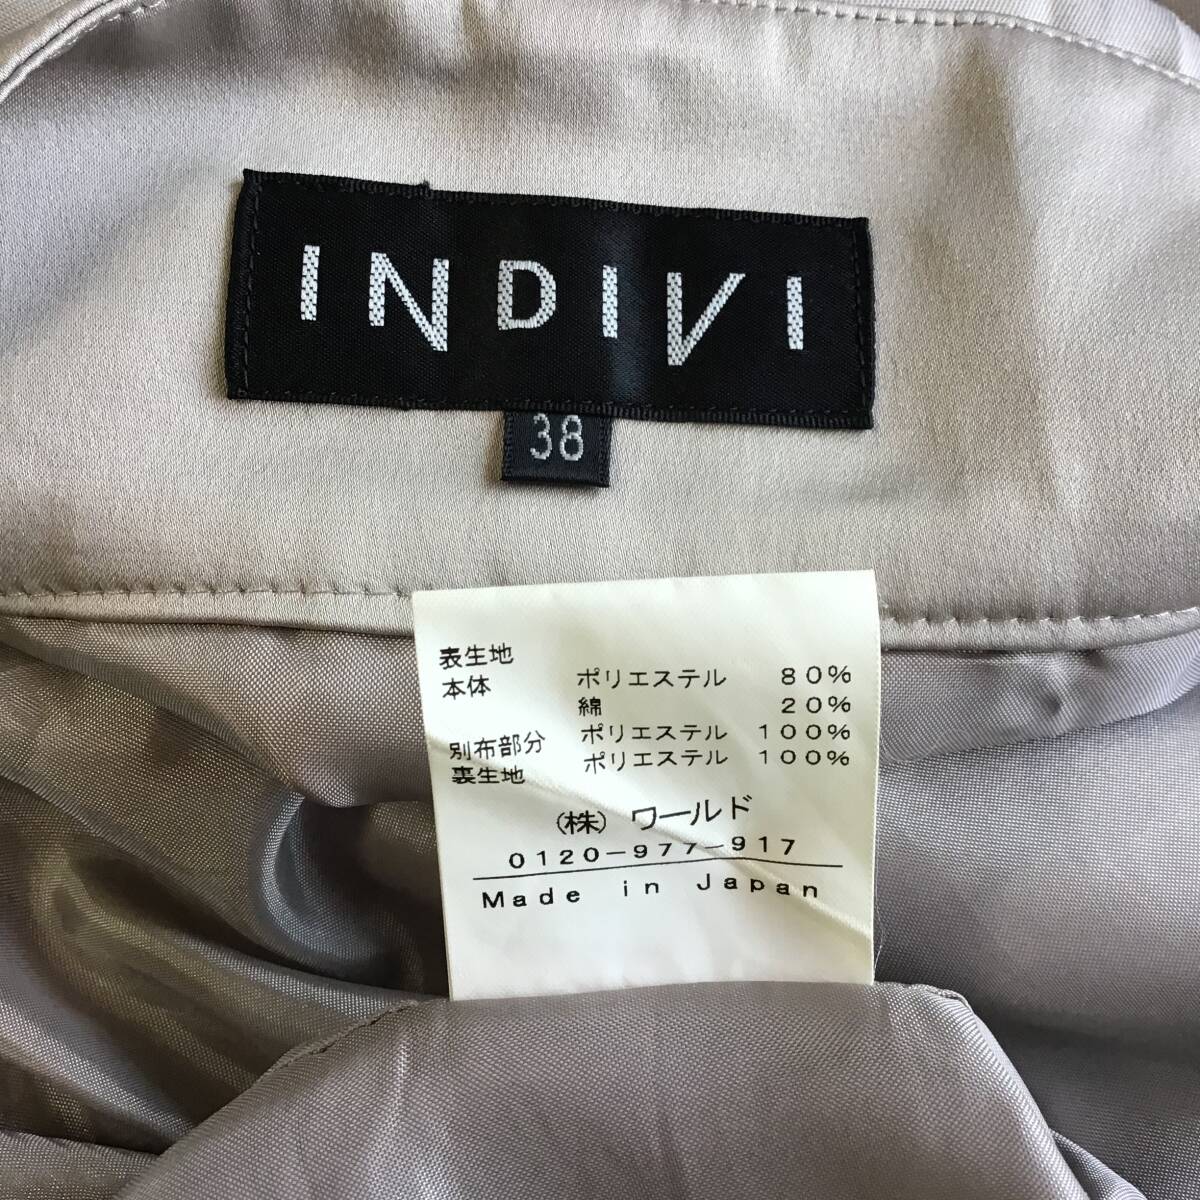 INDIVI
38
表生地
本体 ポリエステル 80%
綿 20%
別布部分 ポリエステル 100%
裏生地 ポリエステル 100%
(株) ワールド
0120-977-917
Made in Japan